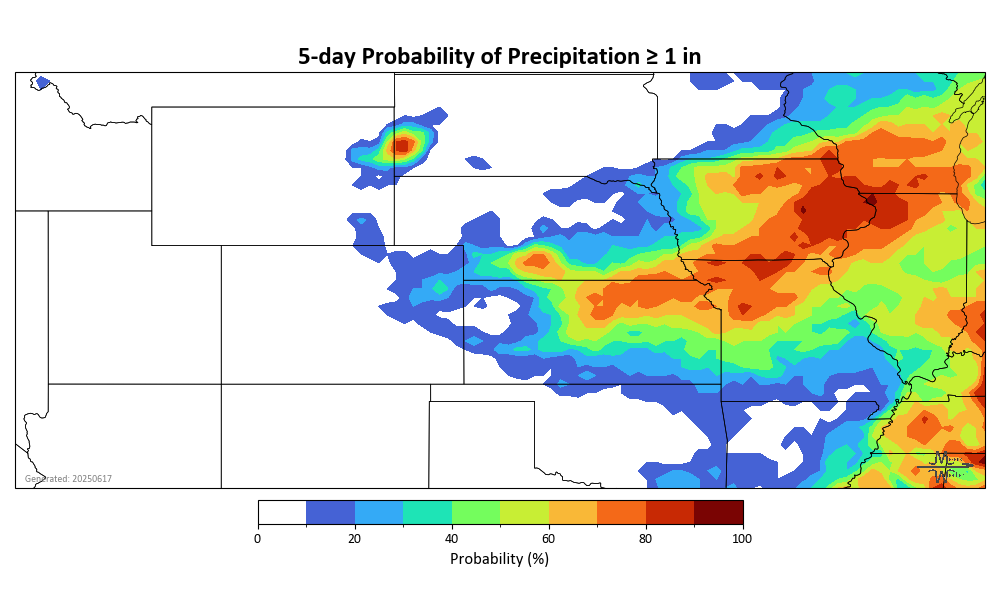 5-day Probability of Precipitation ≥ 1 in
Generated: 20250617
0 20 40 60 80 100
Probability (%)